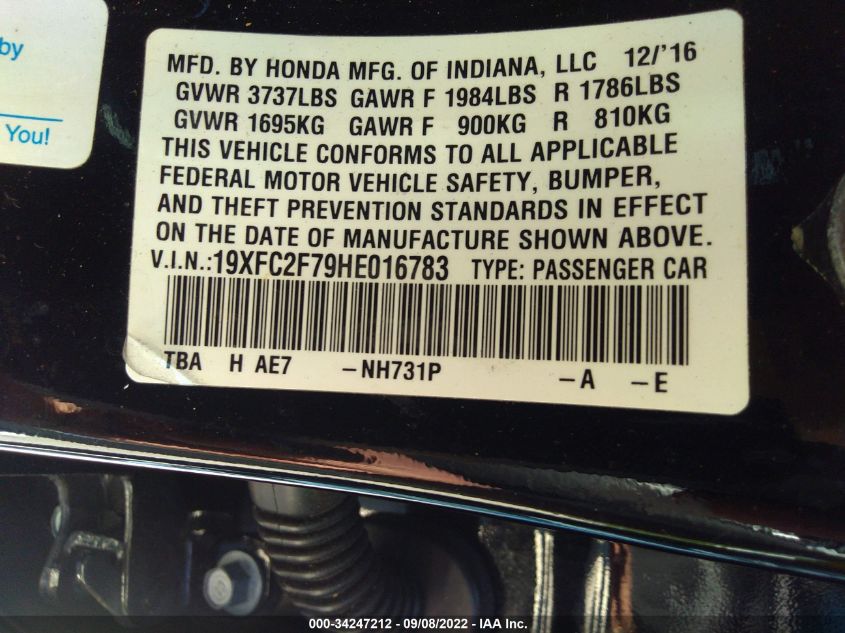 by
You!
MFD. BY HONDA MFG. OF INDIANA, LLC 12/'16
GVWR 3737LBS GAWR F 1984LBS R 1786LBS
GVWR 1695KG GAWR F 900KG R 810KG
THIS VEHICLE CONFORMS TO ALL APPLICABLE
FEDERAL MOTOR VEHICLE SAFETY, BUMPER,
AND THEFT PREVENTION STANDARDS IN EFFECT
ON THE DATE OF MANUFACTURE SHOWN ABOVE.
V.I.N.:19XFC2F79HE016783 TYPE: PASSENGER CAR
TBA H AE7 -NH731P -A -E
000-34247212 - 09/08/2022 - IAA Inc.